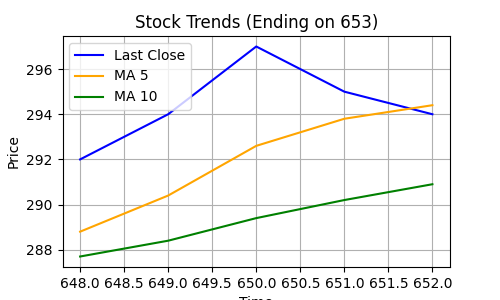 Stock Trends (Ending on 653)
Last Close
MA 5
MA 10
296
294
292
290
288
Price
648.0 648.5 649.0 649.5 650.0 650.5 651.0 651.5 652.0
Time